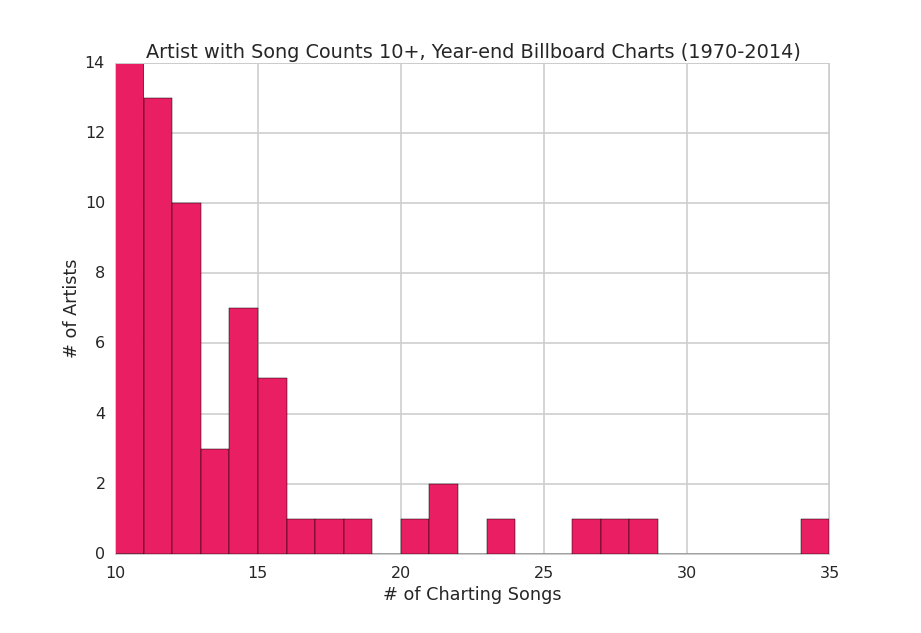 Artist with Song Counts 10+, Year-end Billboard Charts (1970-2014)
14
12
10
8
6
4
2
0
# of Artists
10 15 20 25 30 35
# of Charting Songs